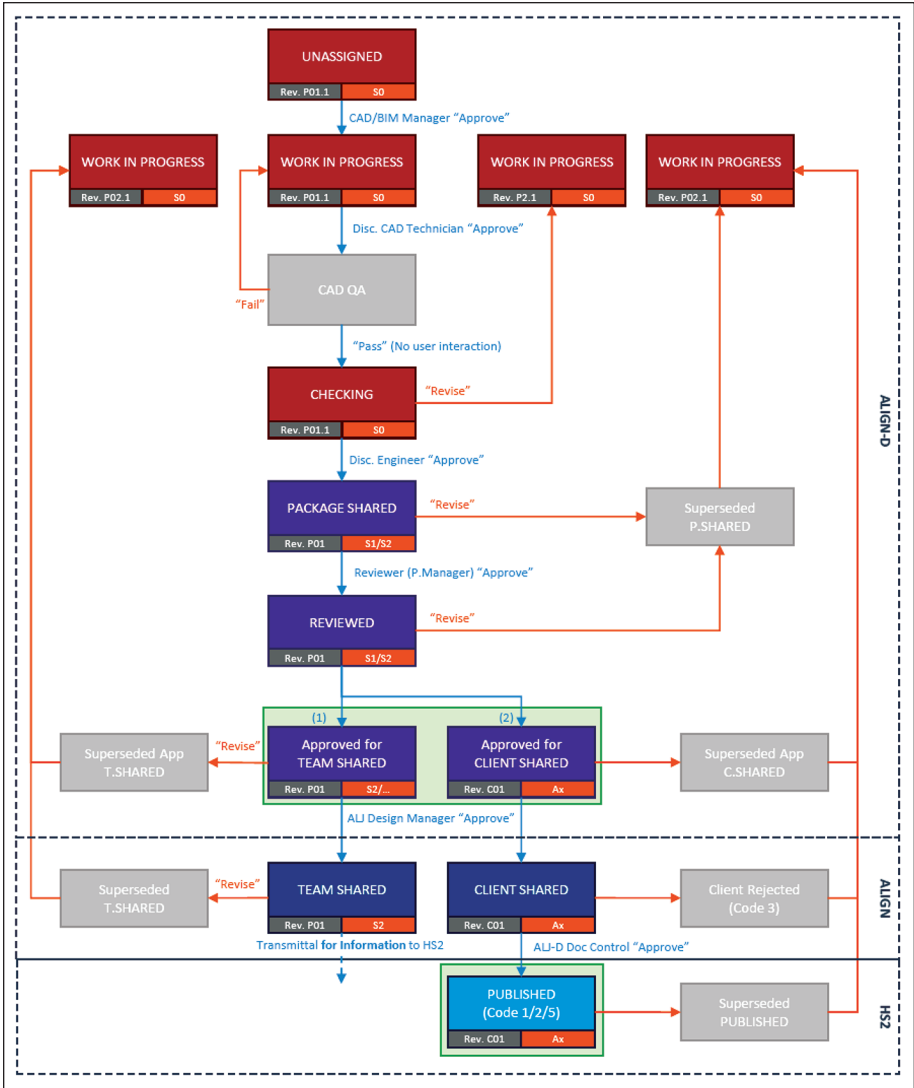 UNASSIGNED
Rev. P01.1
S0
CAD/BIM Manager “Approve”
WORK IN PROGRESS
Rev. P02.1
S0
WORK IN PROGRESS
Rev. P01.1
S0
WORK IN PROGRESS
Rev. P2.1
S0
WORK IN PROGRESS
Rev. P02.1
S0
Disc. CAD Technician “Approve”
CAD QA
“Fail”
“Pass” (No user interaction)
CHECKING
Rev. P01.1
S0
“Revise”
ALIGN-D
Disc. Engineer “Approve”
PACKAGE SHARED
Rev. P01
S1/S2
“Revise”
Superseded
P.SHARED
Reviewer (P.Manager) “Approve”
REVIEWED
Rev. P01
S1/S2
“Revise”
(1)
(2)
Superseded App
T.SHARED
“Revise”
Approved for
TEAM SHARED
Rev. P01
S2/...
Approved for
CLIENT SHARED
Rev. C01
Ax
Superseded App
C.SHARED
ALJ Design Manager “Approve”
Superseded
T.SHARED
“Revise”
TEAM SHARED
Rev. P01
S2
CLIENT SHARED
Rev. C01
Ax
Client Rejected
(Code 3)
ALIGN
Transmittal for Information to HS2
ALJ-D Doc Control “Approve”
PUBLISHED
(Code 1/2/5)
Rev. C01
Ax
Superseded
PUBLISHED
HS2